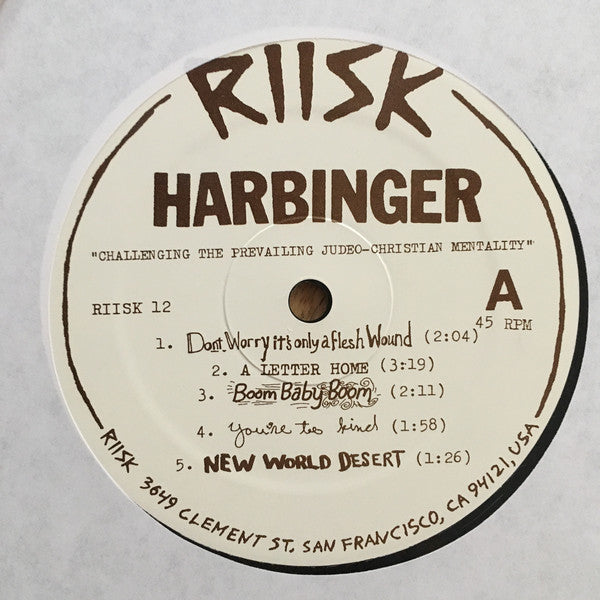 RIISK
HARBINGER
"CHALLENGING THE PREVAILING JUDEO-CHRISTIAN MENTALITY"
RIISK 12
A
45 RPM
1. Dont Worry it's only a flesh Wound (2:04)
2. A LETTER HOME (3:19)
3. Boom Baby Boom (2:11)
4. you're too kind (1:58)
5. NEW WORLD DESERT (1:26)
RIISK 3649 CLEMENT ST. SAN FRANCISCO, CA 94121, USA